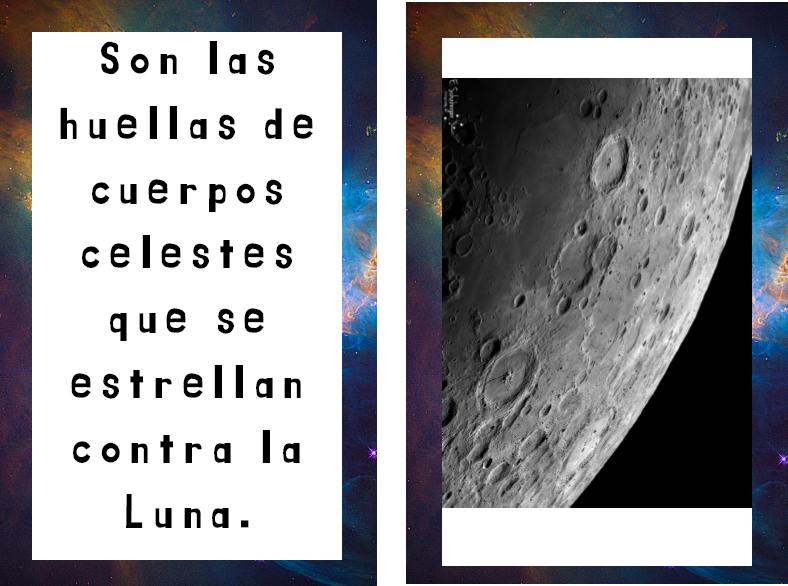 Son las
huellas de
cuerpos
celestes
que se
estrellan
contra la
Luna.